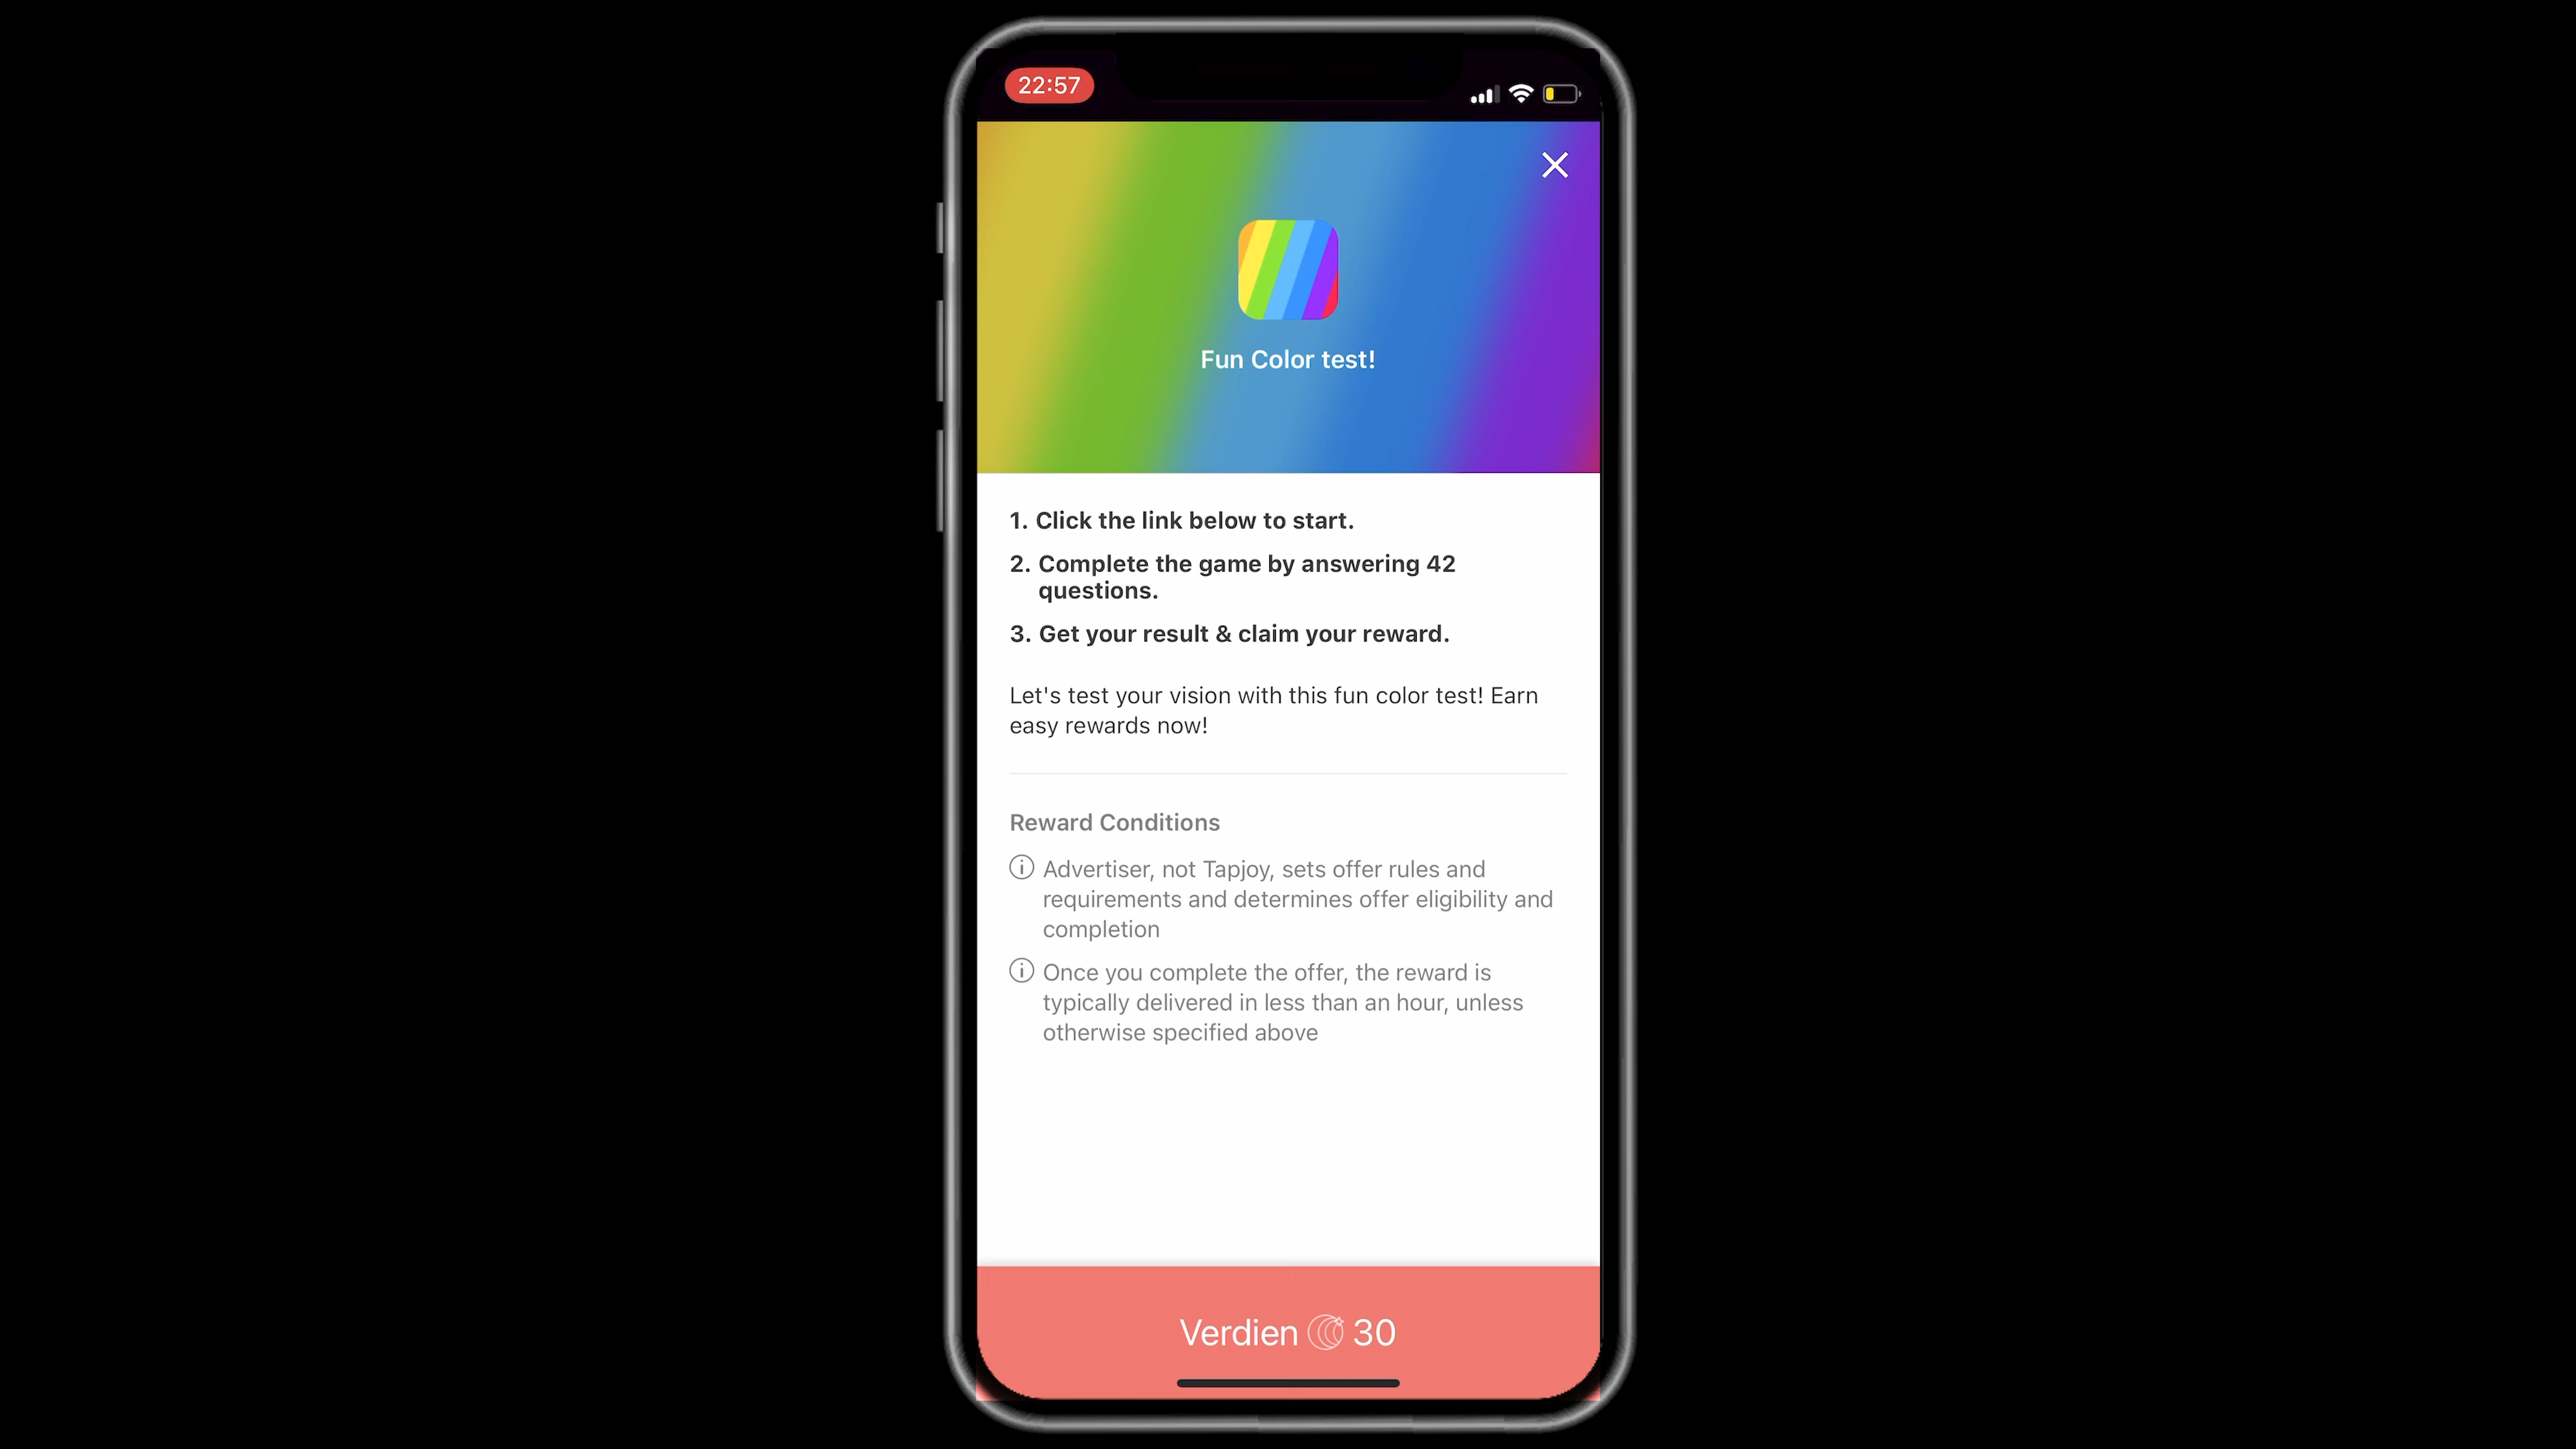 22:57
Fun Color test!
1. Click the link below to start.
2. Complete the game by answering 42
questions.
3. Get your result & claim your reward.
Let's test your vision with this fun color test! Earn
easy rewards now!
Reward Conditions
Advertiser, not Tapjoy, sets offer rules and
requirements and determines offer eligibility and
completion
Once you complete the offer, the reward is
typically delivered in less than an hour, unless
otherwise specified above
Verdien 30